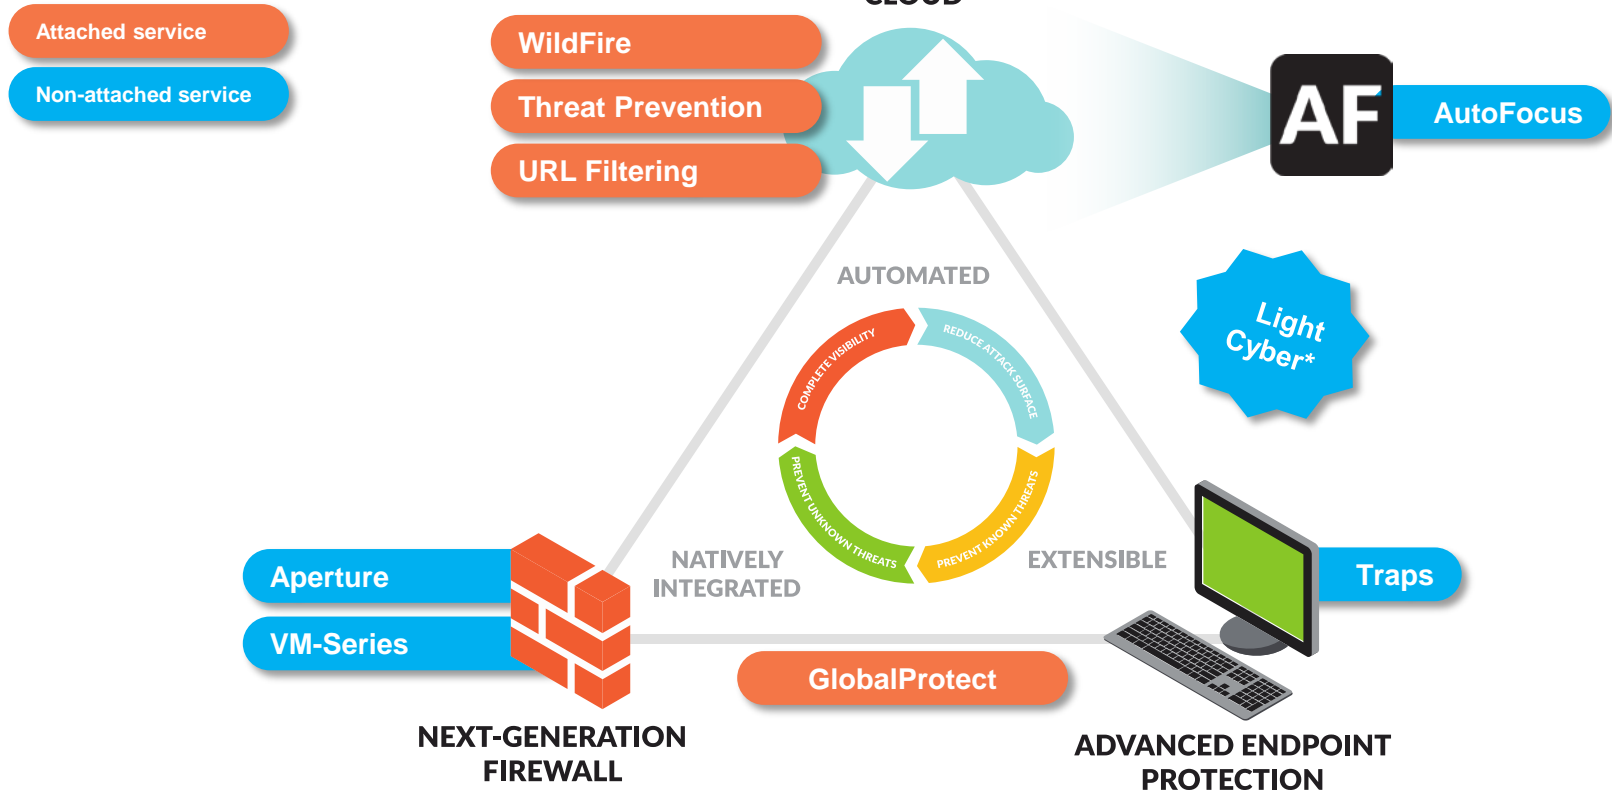 CLOUD
Attached service
Non-attached service
WildFire
Threat Prevention
URL Filtering
AF
AutoFocus
AUTOMATED
Light
Cyber*
COMPLETE VISIBILITY
REDUCE ATTACK SURFACE
PREVENT UNKNOWN THREATS
PREVENT KNOWN THREATS
NATIVELY
INTEGRATED
EXTENSIBLE
Aperture
VM-Series
Traps
GlobalProtect
NEXT-GENERATION
FIREWALL
ADVANCED ENDPOINT
PROTECTION